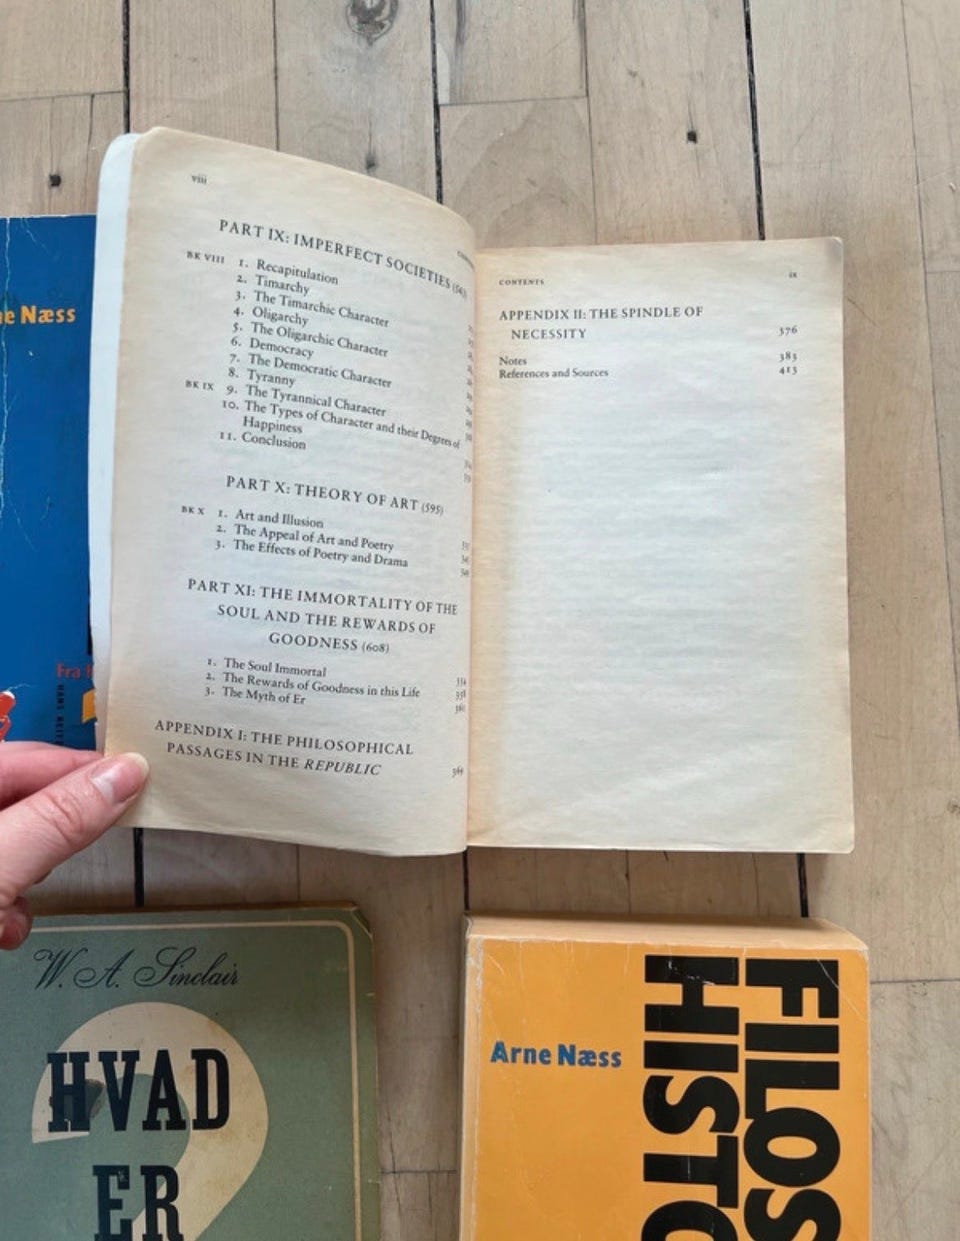 viii
PART IX: IMPERFECT SOCIETIES
BK VIII 1. Recapitulation
2. Timarchy
3. The Timarchic Character
4. Oligarchy
5. The Oligarchic Character
6. Democracy
7. The Democratic Character
8. Tyranny
BK IX 9. The Tyrannical Character
10. The Types of Character and their Degrees of
Happiness
11. Conclusion
PART X: THEORY OF ART (595)
BK X 1. Art and Illusion
2. The Appeal of Art and Poetry
3. The Effects of Poetry and Drama
PART XI: THE IMMORTALITY OF THE
SOUL AND THE REWARDS OF
GOODNESS (608)
1. The Soul Immortal
2. The Rewards of Goodness in this Life
3. The Myth of Er
APPENDIX I: THE PHILOSOPHICAL
PASSAGES IN THE REPUBLIC
CONTENTS ix
APPENDIX II: THE SPINDLE OF
NECESSITY 376
Notes 383
References and Sources 413
ne Næss
Fra
W. A. Sinclair
HVAD
ER
?
Arne Næss
FILOS
HISTO